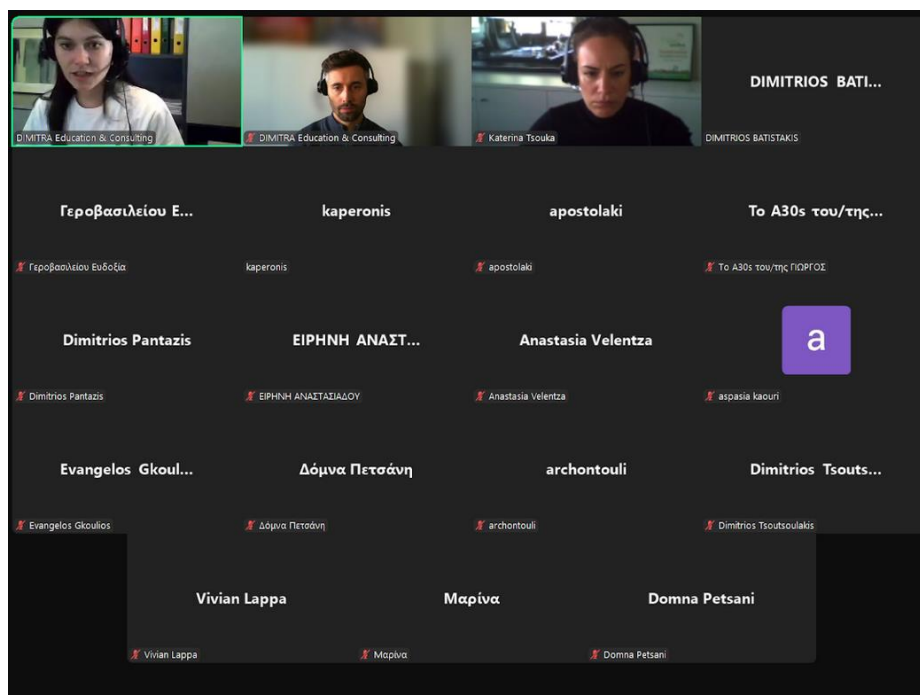 DIMITRIOS BATI...
DIMITRA Education & Consulting
DIMITRA Education & Consulting
Katerina Tsouka
DIMITRIOS BATISTAKIS
Γεροβασιλείου Ε...
kaperonis
apostolaki
Το A30s του/της...
Γεροβασιλείου Ευδοξία
kaperonis
apostolaki
Το A30s του/της ΓΙΩΡΓΟΣ
Dimitrios Pantazis
ΕΙΡΗΝΗ ΑΝΑΣΤ...
Anastasia Velentza
a
Dimitrios Pantazis
ΕΙΡΗΝΗ ΑΝΑΣΤΑΣΙΑΔΟΥ
Anastasia Velentza
aspasia kaouri
Evangelos Gkoul...
Δόμνα Πετσάνη
archontouli
Dimitrios Tsouts...
Evangelos Gkoulios
Δόμνα Πετσάνη
archontouli
Dimitrios Tsoutsoulakis
Vivian Lappa
Μαρίνα
Domna Petsani
Vivian Lappa
Μαρίνα
Domna Petsani